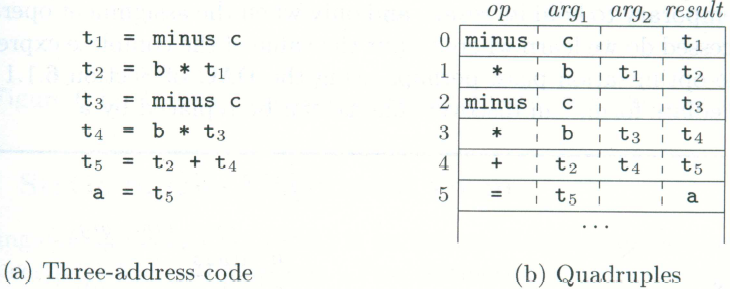 t₁ = minus c
t₂ = b * t₁
t₃ = minus c
t₄ = b * t₃
t₅ = t₂ + t₄
a = t₅
(a) Three-address code
op arg₁ arg₂ result
0 minus c t₁
1 * b t₁ t₂
2 minus c t₃
3 * b t₃ t₄
4 + t₂ t₄ t₅
5 = t₅ a
...
(b) Quadruples